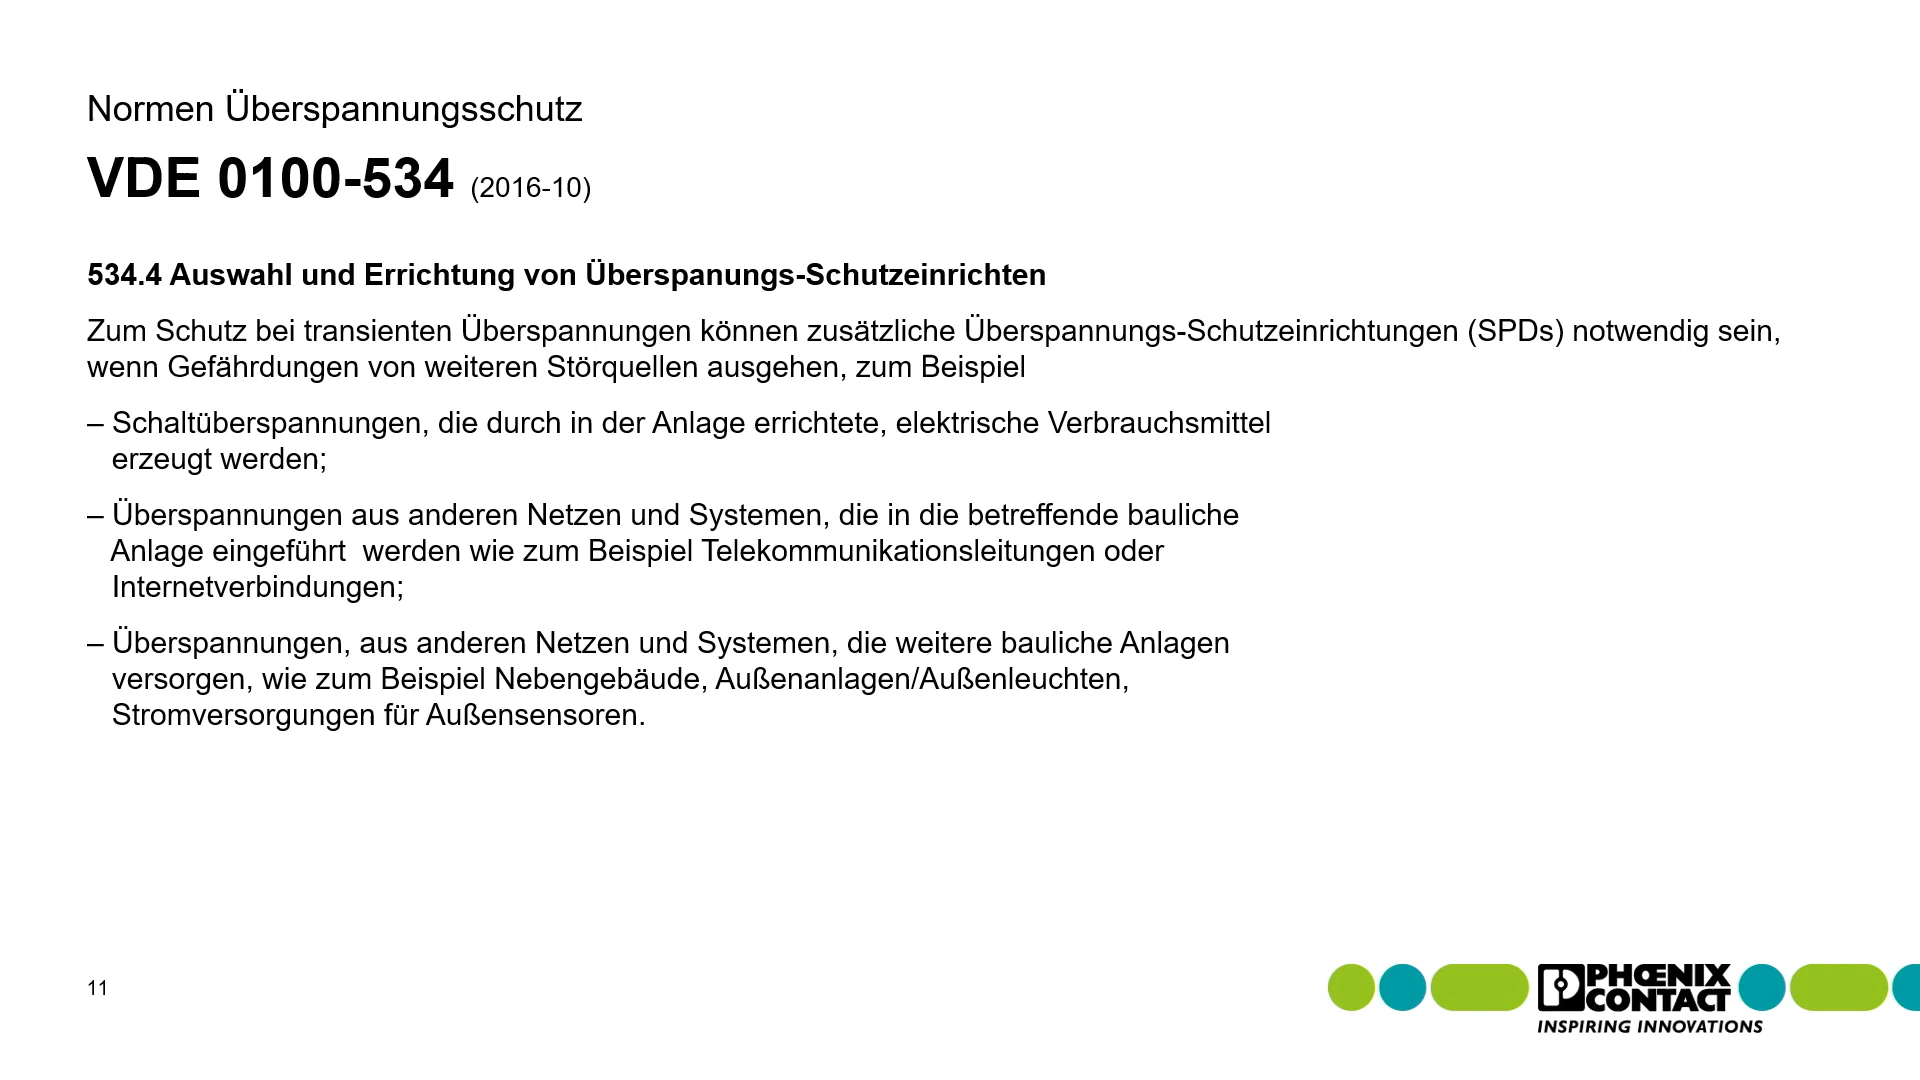 Normen Überspannungsschutz
VDE 0100-534 (2016-10)
534.4 Auswahl und Errichtung von Überspanungs-Schutzeinrichten
Zum Schutz bei transienten Überspannungen können zusätzliche Überspannungs-Schutzeinrichtungen (SPDs) notwendig sein,
wenn Gefährdungen von weiteren Störquellen ausgehen, zum Beispiel
– Schaltüberspannungen, die durch in der Anlage errichtete, elektrische Verbrauchsmittel
erzeugt werden;
– Überspannungen aus anderen Netzen und Systemen, die in die betreffende bauliche
Anlage eingeführt  werden wie zum Beispiel Telekommunikationsleitungen oder
Internetverbindungen;
– Überspannungen, aus anderen Netzen und Systemen, die weitere bauliche Anlagen
versorgen, wie zum Beispiel Nebengebäude, Außenanlagen/Außenleuchten,
Stromversorgungen für Außensensoren.
11
PHŒNIX
CONTACT
INSPIRING INNOVATIONS